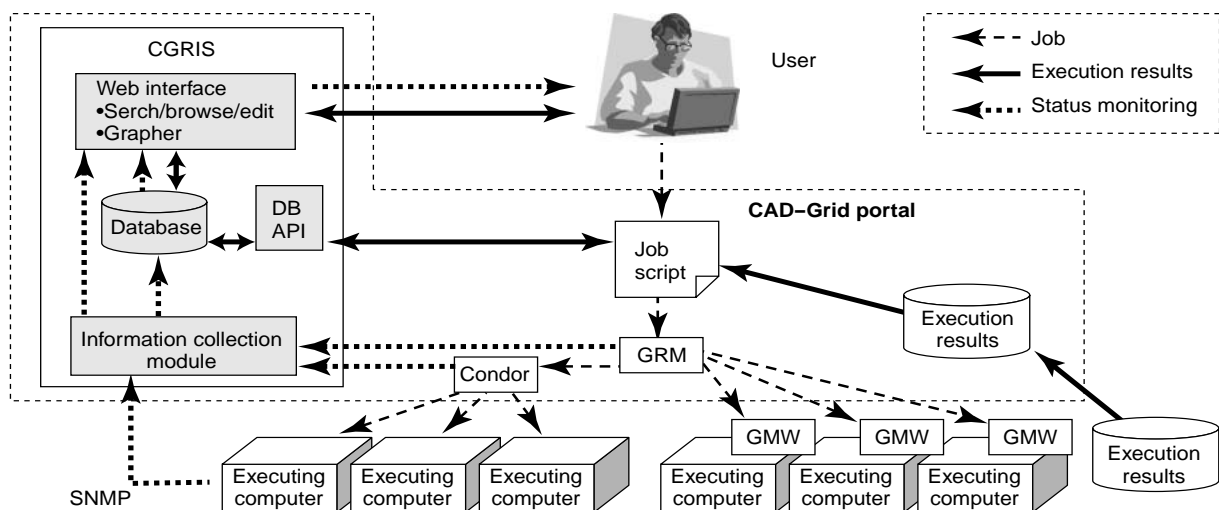 CGRIS
Web interface
•Serch/browse/edit
•Grapher
Database
DB
API
Information collection
module
SNMP
User
Job
Execution results
Status monitoring
CAD–Grid portal
Job
script
GRM
Condor
Execution
results
Execution
results
GMW
GMW
GMW
Executing
computer
Executing
computer
Executing
computer
Executing
computer
Executing
computer
Executing
computer